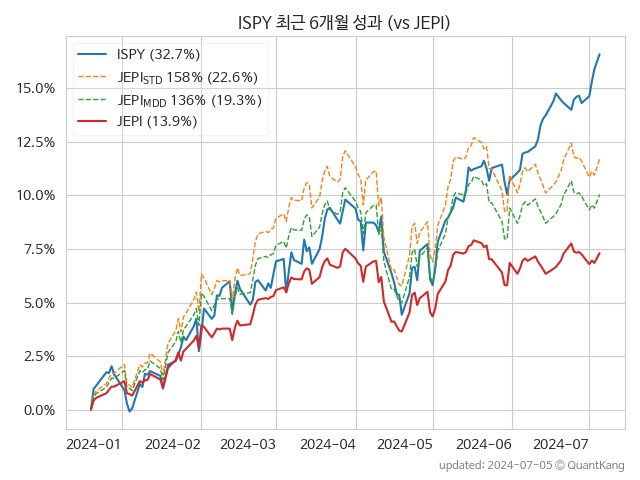 ISPY 최근 6개월 성과 (vs JEPI)
ISPY (32.7%)
JEPI_STD 158% (22.6%)
JEPI_MDD 136% (19.3%)
JEPI (13.9%)
15.0%
12.5%
10.0%
7.5%
5.0%
2.5%
0.0%
2024-01 2024-02 2024-03 2024-04 2024-05 2024-06 2024-07
updated: 2024-07-05 © QuantKang